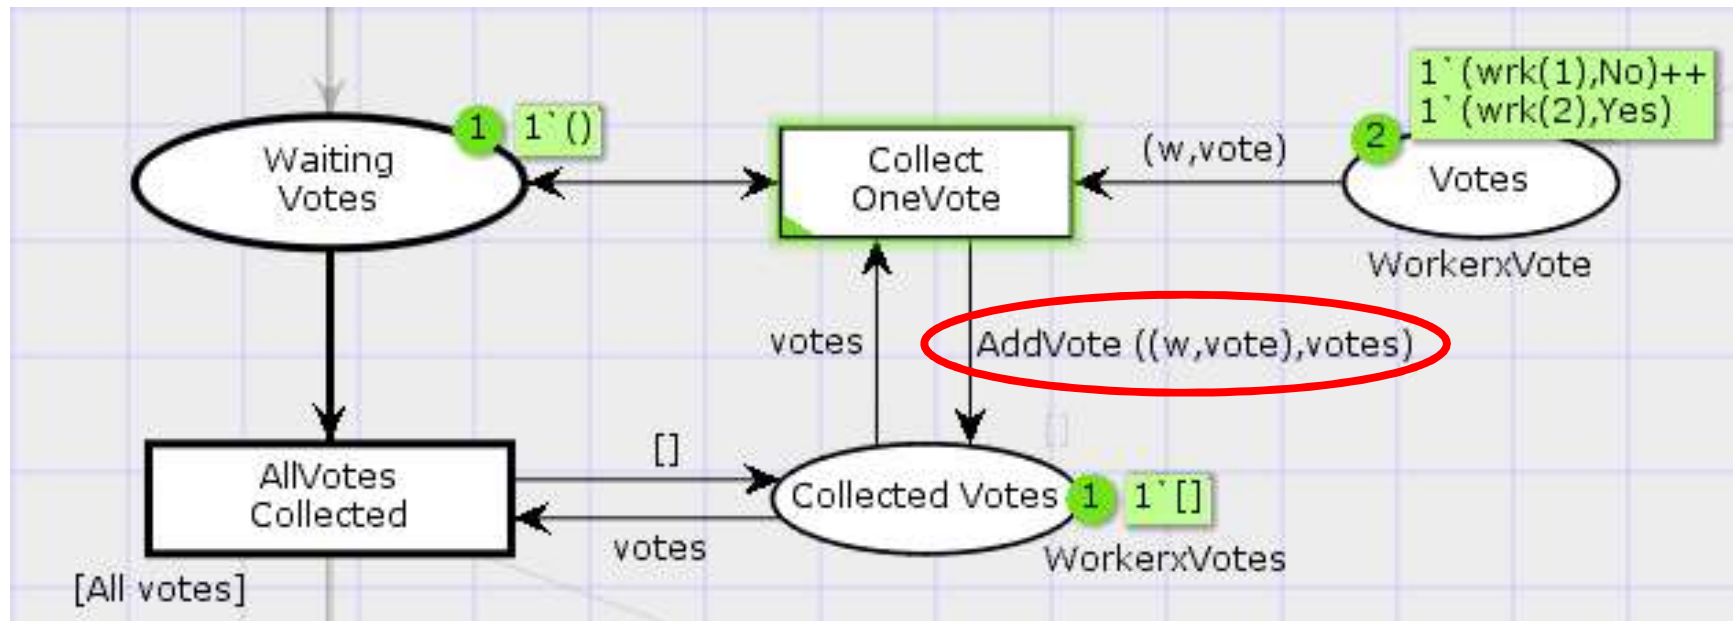 1`(wrk(1),No)++
1`(wrk(2),Yes)
1
1`()
2
Waiting
Votes
Collect
OneVote
(w,vote)
Votes
WorkerxVote
votes
AddVote ((w,vote),votes)
[]
[]
AllVotes
Collected
Collected Votes
1
1`[]
votes
WorkerxVotes
[All votes]